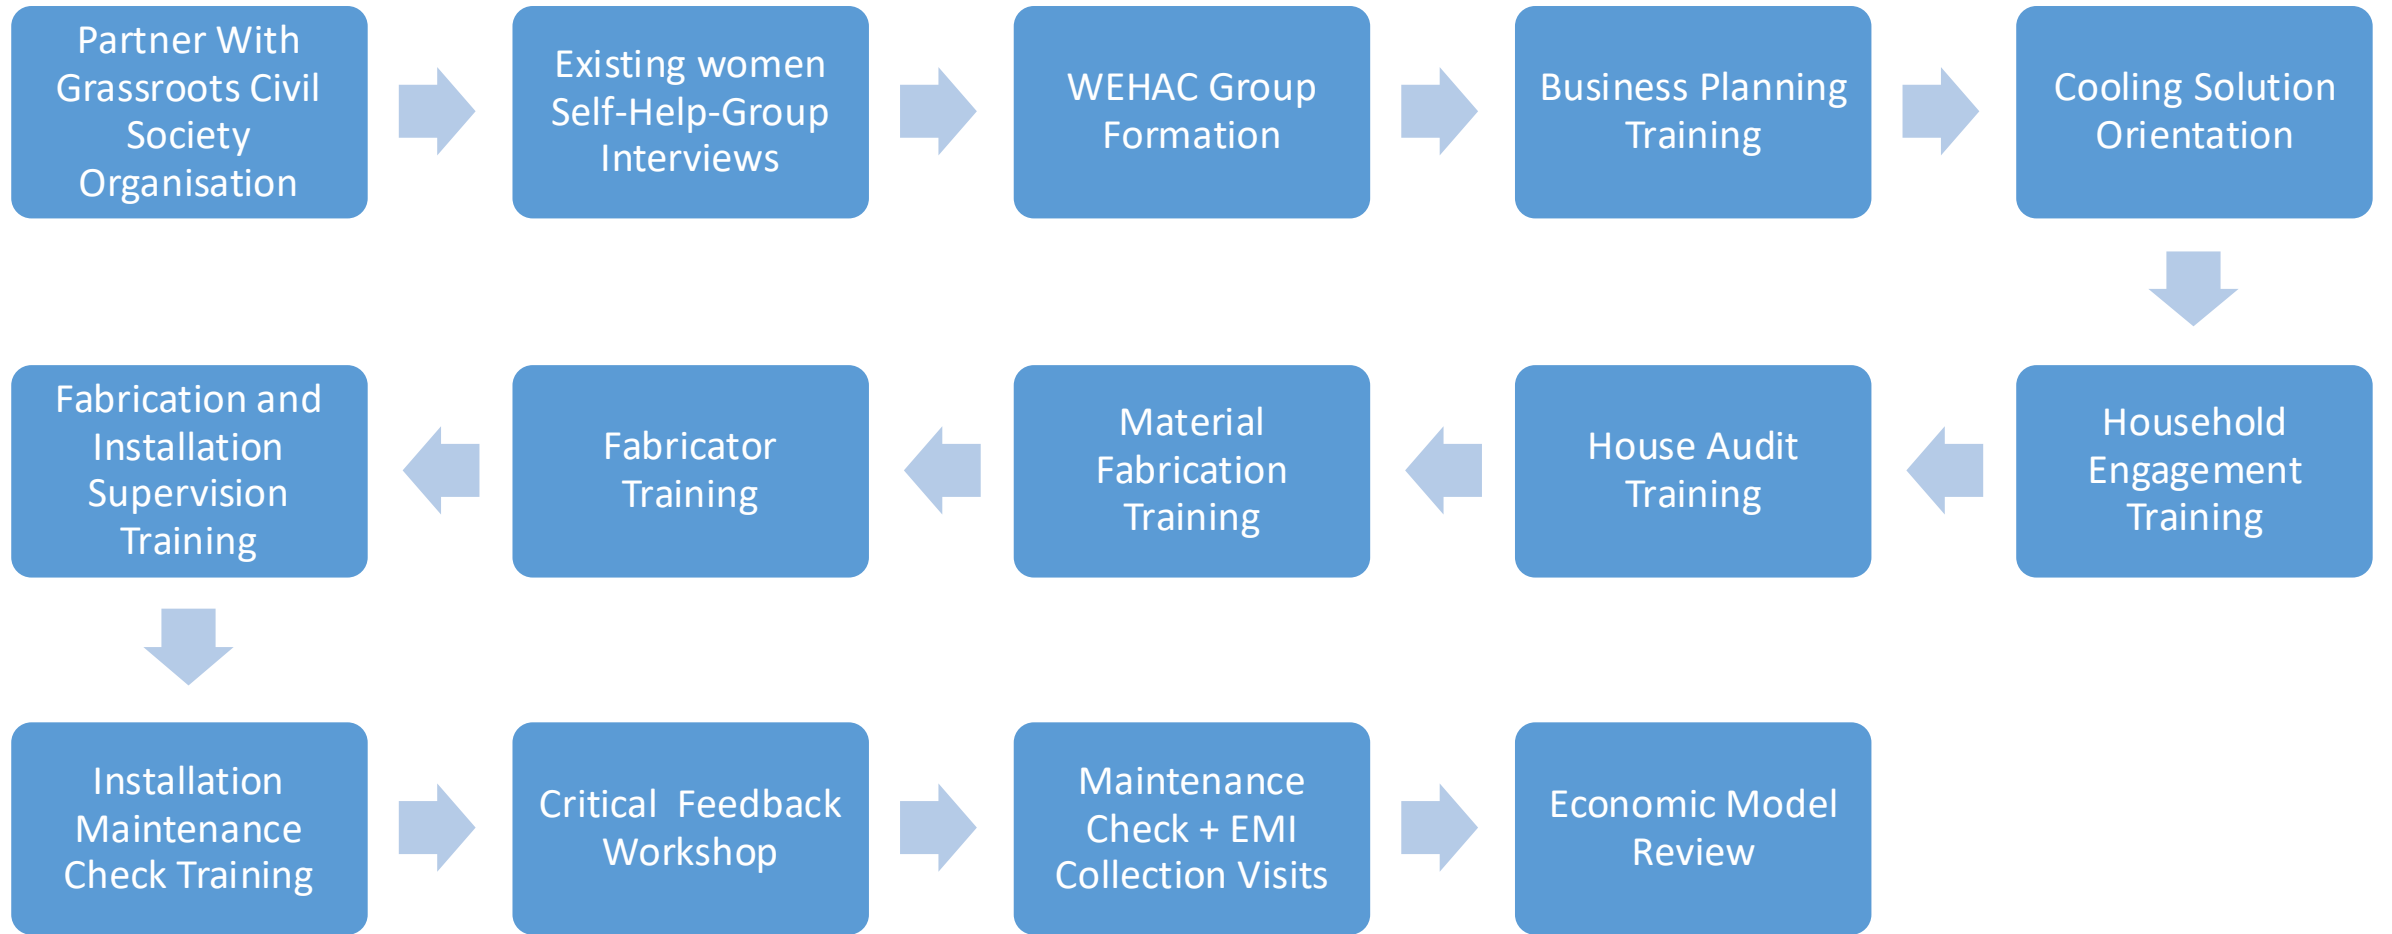 Partner With
Grassroots Civil
Society
Organisation
Existing women
Self-Help-Group
Interviews
WEHAC Group
Formation
Business Planning
Training
Cooling Solution
Orientation
Household
Engagement
Training
House Audit
Training
Material
Fabrication
Training
Fabricator
Training
Fabrication and
Installation
Supervision
Training
Installation
Maintenance
Check Training
Critical  Feedback
Workshop
Maintenance
Check + EMI
Collection Visits
Economic Model
Review